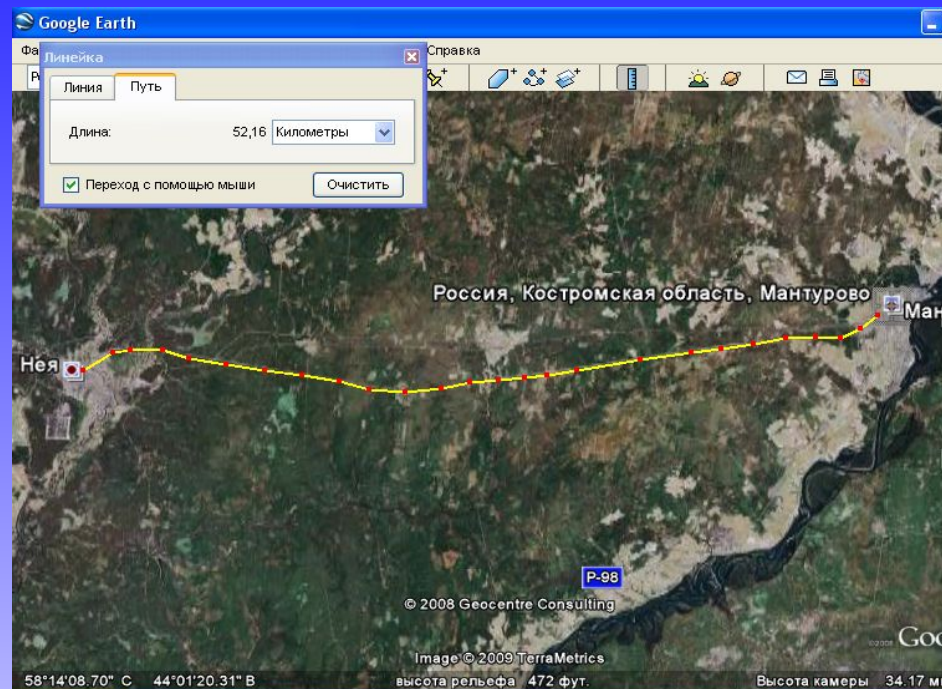 Google Earth
Фа
Справка
Линейка
Линия Путь
Длина: 52,16 Километры
Переход с помощью мыши Очистить
Россия, Костромская область, Мантурово
Ман
Нея
Р-98
© 2008 Geocentre Consulting
Image © 2009 TerraMetrics
©2008 Goo
58°14'08.70" С 44°01'20.31" В высота рельефа 472 фут. Высота камеры 34.17 м